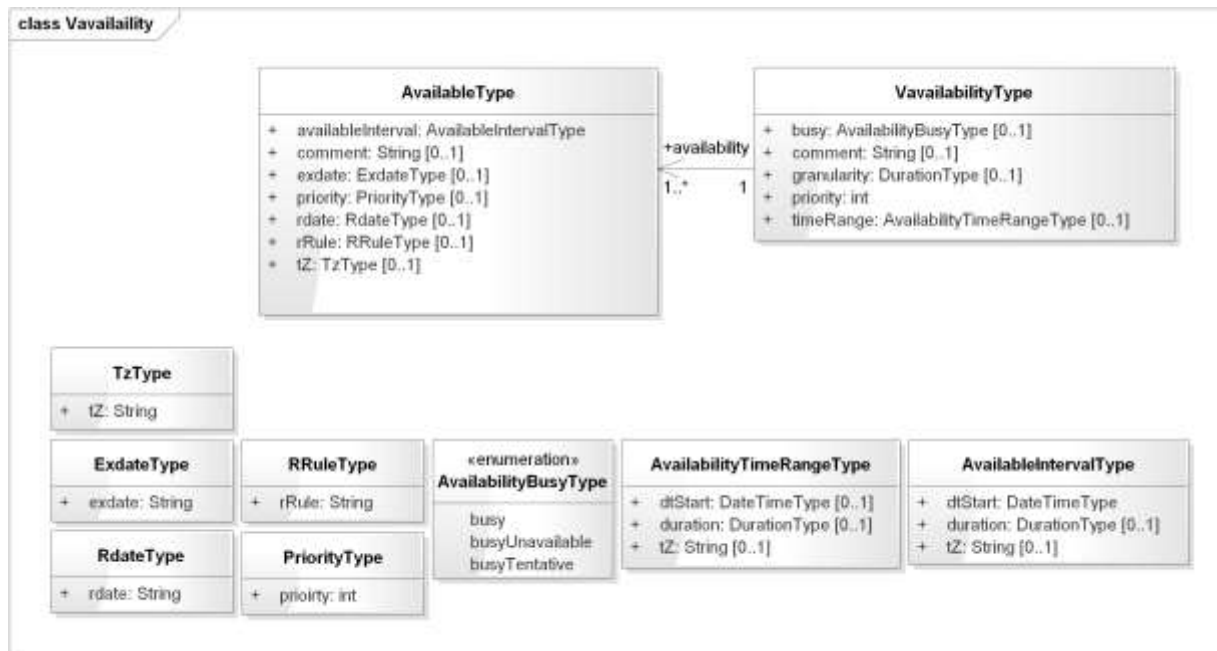 class Vavailaility
AvailableType
+ availableInterval: AvailableIntervalType
+ comment: String [0..1]
+ exdate: ExdateType [0..1]
+ priority: PriorityType [0..1]
+ rdate: RdateType [0..1]
+ rRule: RRuleType [0..1]
+ tZ: TzType [0..1]
+availability
1..*
1
VavailabilityType
+ busy: AvailabilityBusyType [0..1]
+ comment: String [0..1]
+ granularity: DurationType [0..1]
+ priority: int
+ timeRange: AvailabilityTimeRangeType [0..1]
TzType
+ tZ: String
ExdateType
+ exdate: String
RRuleType
+ rRule: String
«enumeration»
AvailabilityBusyType
busy
busyUnavailable
busyTentative
AvailabilityTimeRangeType
+ dtStart: DateTimeType [0..1]
+ duration: DurationType [0..1]
+ tZ: String [0..1]
AvailableIntervalType
+ dtStart: DateTimeType
+ duration: DurationType [0..1]
+ tZ: String [0..1]
RdateType
+ rdate: String
PriorityType
+ prioirty: int